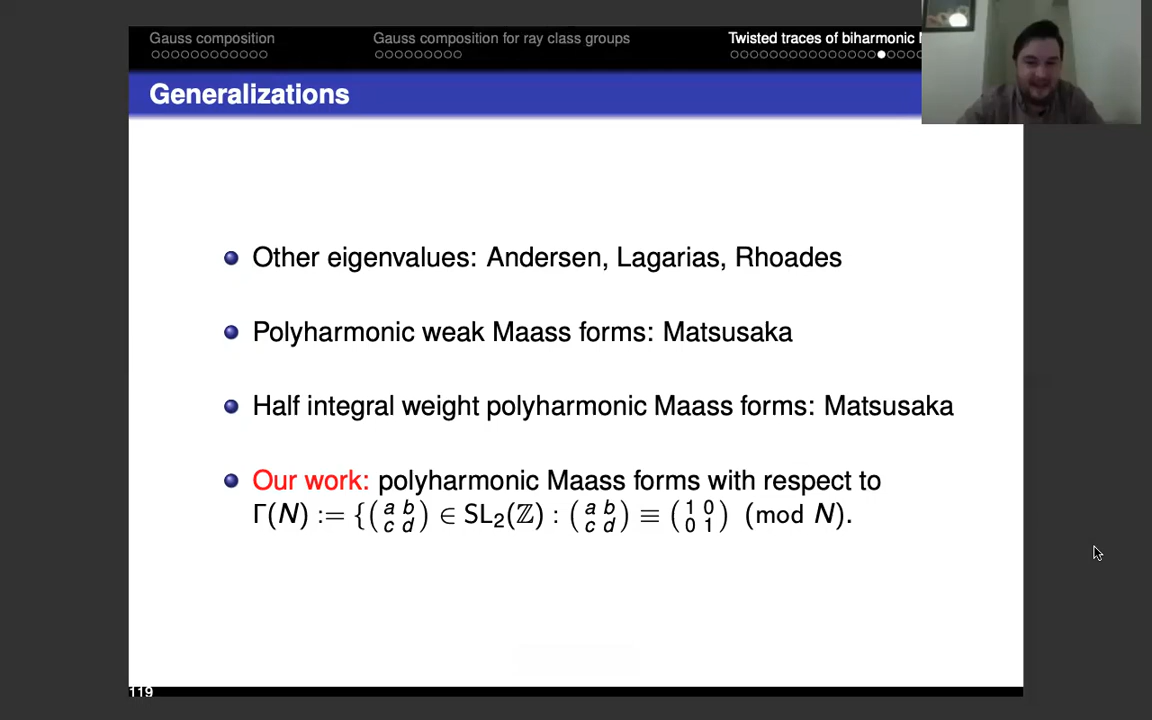 Gauss composition
Gauss composition for ray class groups
Twisted traces of biharmonic
Generalizations
Other eigenvalues: Andersen, Lagarias, Rhoades
Polyharmonic weak Maass forms: Matsusaka
Half integral weight polyharmonic Maass forms: Matsusaka
Our work: polyharmonic Maass forms with respect to
Γ(N) := {(a b c d) ∈ SL₂(ℤ) : (a b c d) ≡ (1 0 0 1) (mod N).
119